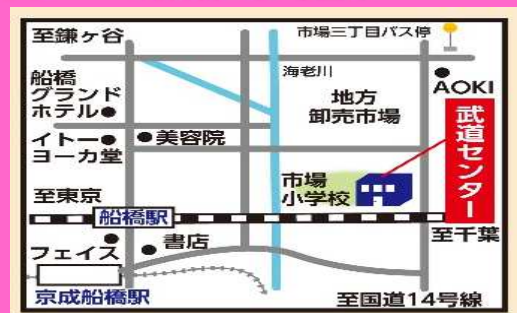 至鎌ヶ谷
市場三丁目バス停
船橋
グランド
ホテル
海老川
AOKI
地方
卸売市場
イトー
ヨーカ堂
美容院
武道センター
市場
小学校
至東京
船橋駅
至千葉
フェイス
書店
京成船橋駅
至国道14号線